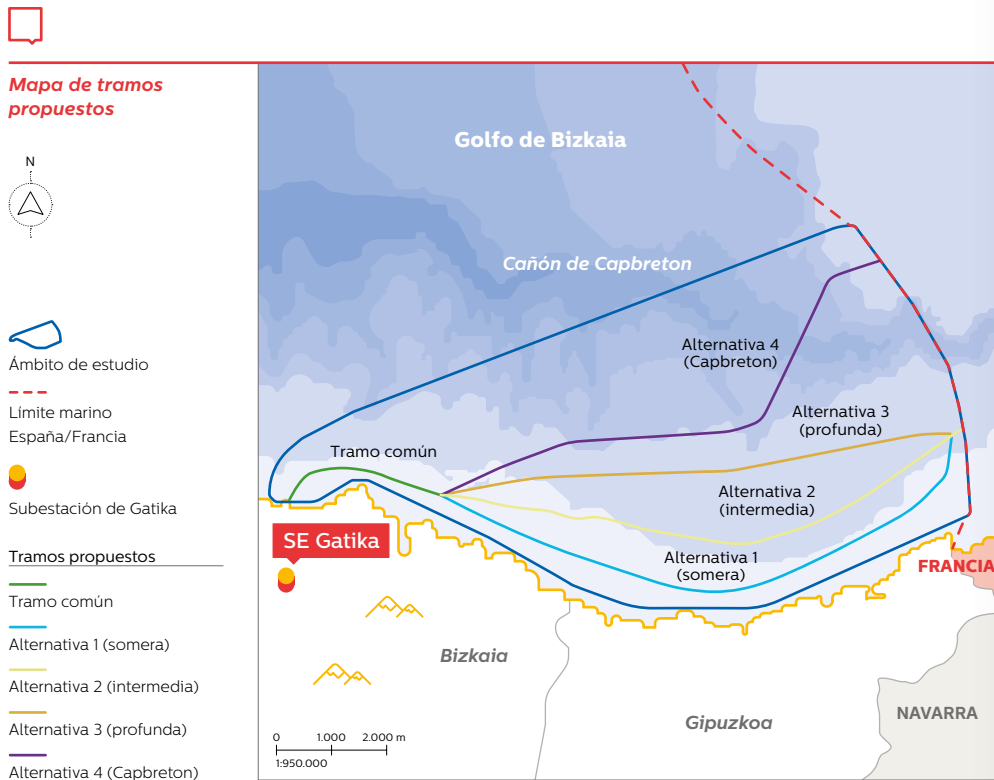 Mapa de tramos
propuestos
N
Ámbito de estudio
Límite marino
España/Francia
Subestación de Gatika
Tramos propuestos
Tramo común
Alternativa 1 (somera)
Alternativa 2 (intermedia)
Alternativa 3 (profunda)
Alternativa 4 (Capbreton)
Golfo de Bizkaia
Cañón de Capbreton
Alternativa 4
(Capbreton)
Alternativa 3
(profunda)
Tramo común
Alternativa 2
(intermedia)
SE Gatika
Alternativa 1
(somera)
FRANCIA
Bizkaia
Gipuzkoa
NAVARRA
0 1.000 2.000 m
1:950.000